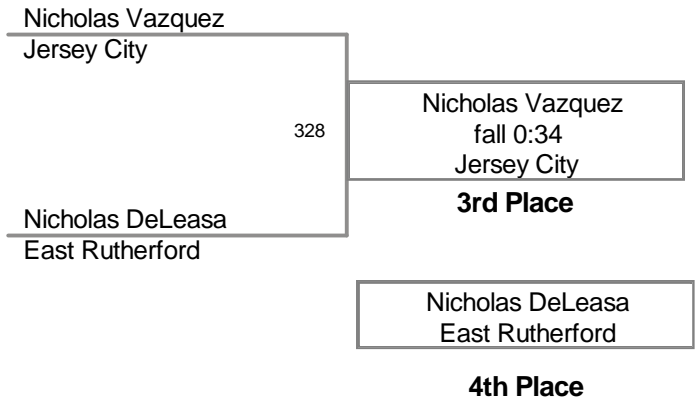 Nicholas Vazquez
Jersey City
328
Nicholas Vazquez
fall 0:34
Jersey City
3rd Place
Nicholas DeLeasa
East Rutherford
Nicholas DeLeasa
East Rutherford
4th Place